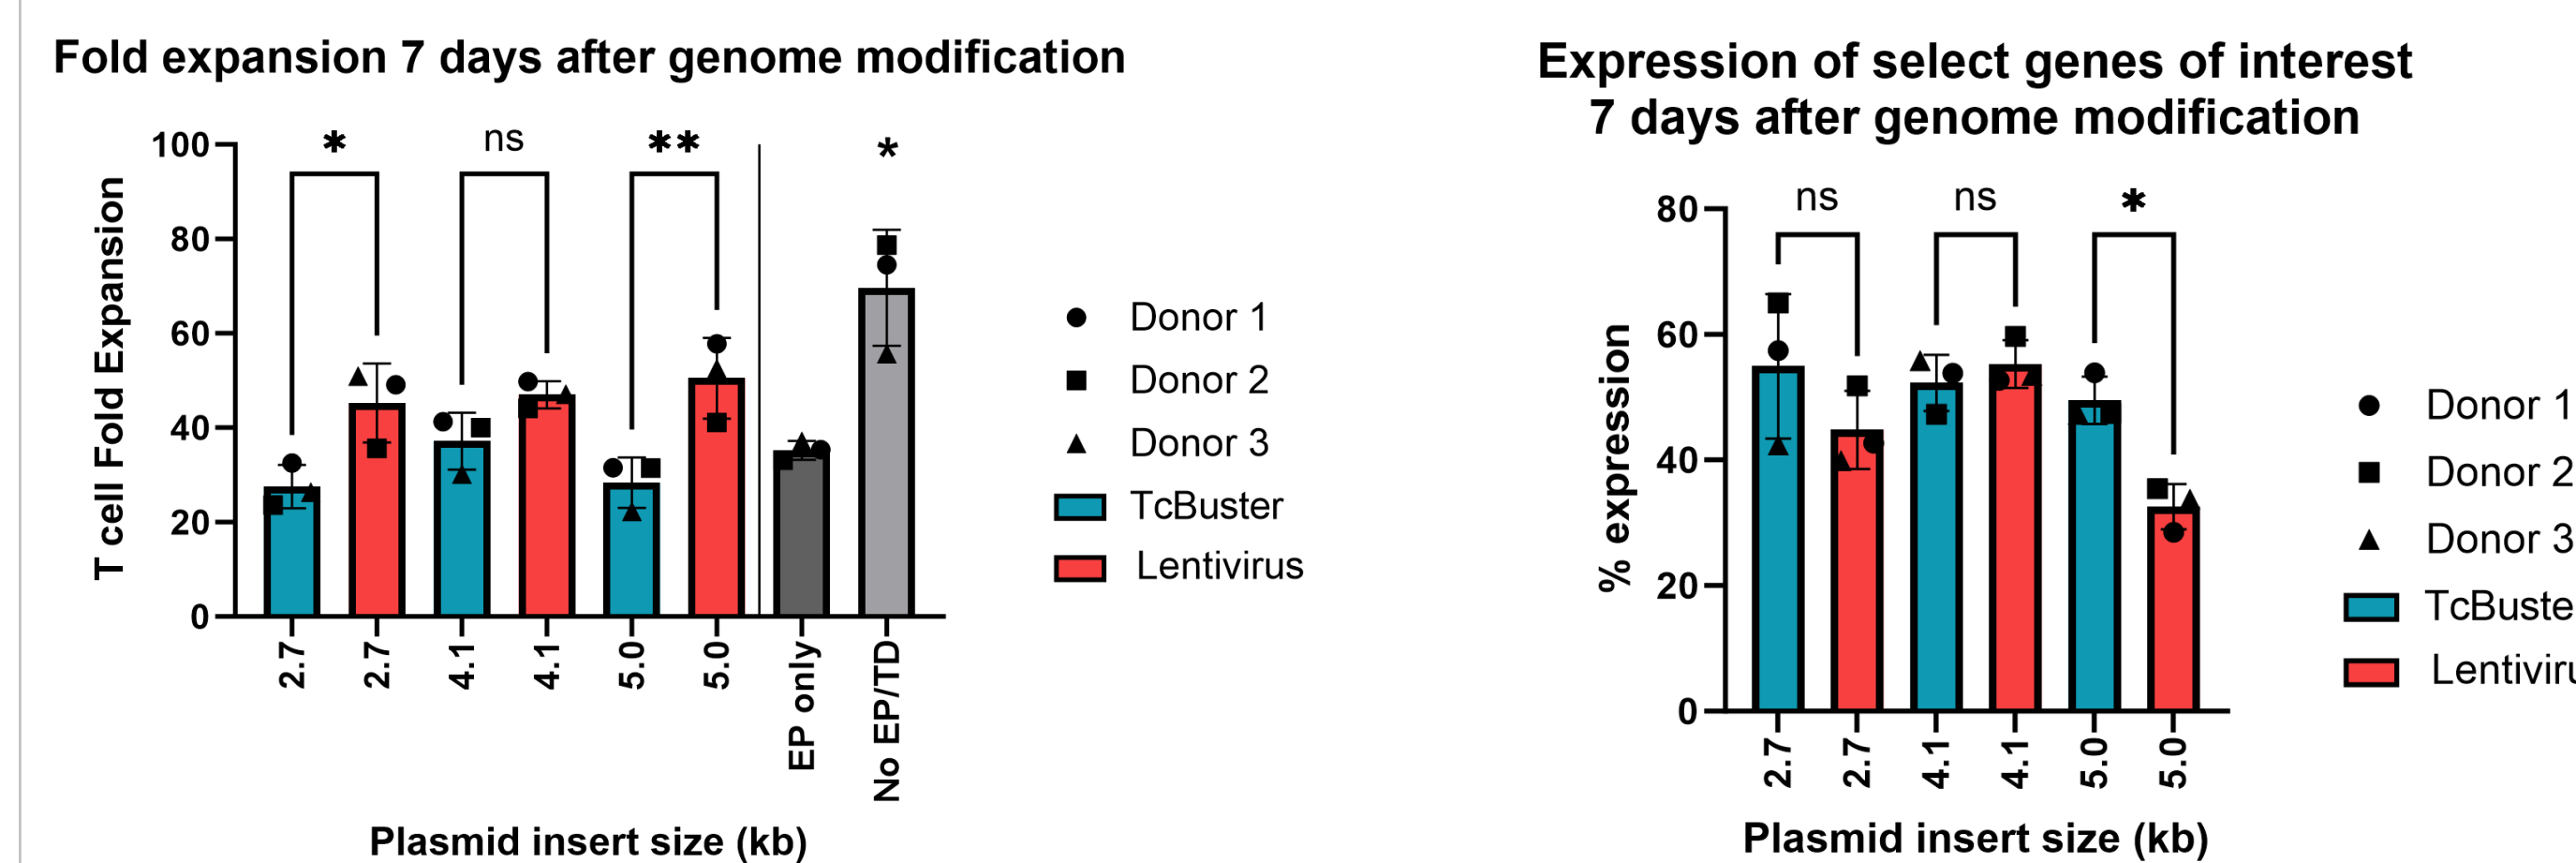 Fold expansion 7 days after genome modification
T cell Fold Expansion
100
80
60
40
20
0
*
ns
**
*
2.7
2.7
4.1
4.1
5.0
5.0
EP only
No EP/TD
Plasmid insert size (kb)
Donor 1
Donor 2
Donor 3
TcBuster
Lentivirus
Expression of select genes of interest
7 days after genome modification
% expression
80
60
40
20
0
ns
ns
*
2.7
2.7
4.1
4.1
5.0
5.0
Plasmid insert size (kb)
Donor 1
Donor 2
Donor 3
TcBuste
Lentiviru